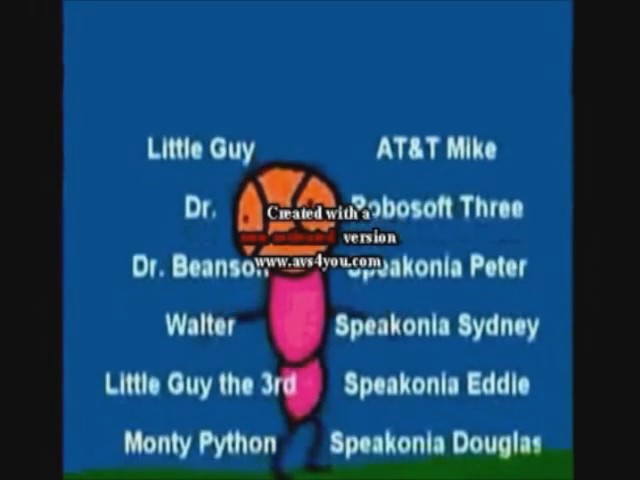 Little Guy AT&T Mike
Dr. Robosoft Three
Created with a
version
www.avs4you.com
Dr. Beanson Speakonia Peter
Walter Speakonia Sydney
Little Guy the 3rd Speakonia Eddie
Monty Python Speakonia Douglas